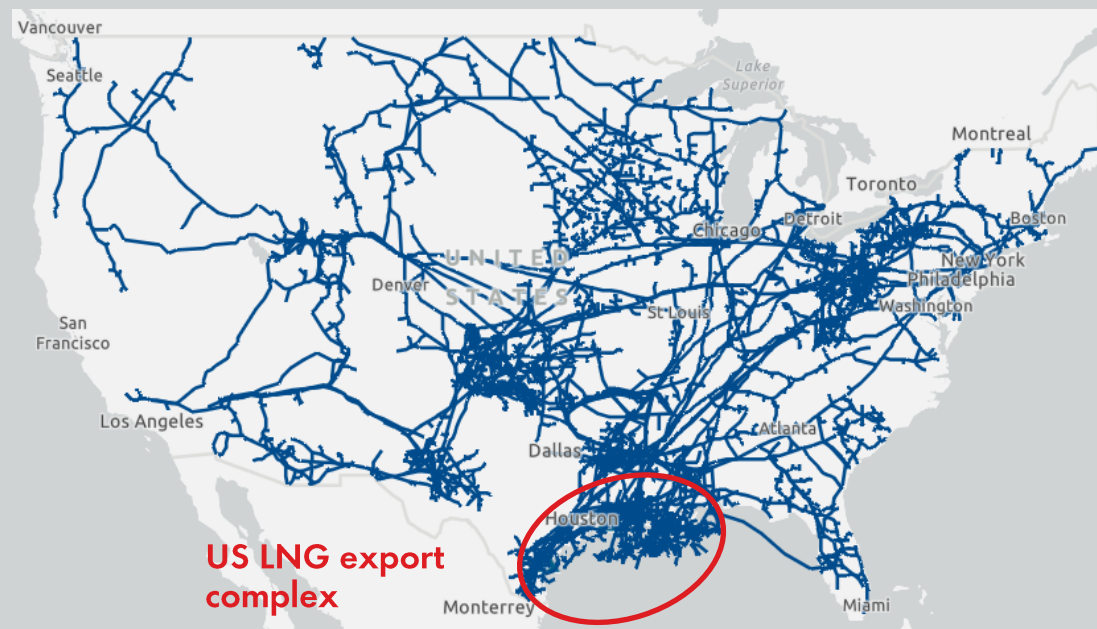 Vancouver
Seattle
Lake
Superior
Montreal
Toronto
Detroit
Boston
Chicago
New York
UNITED
STATES
Denver
Philadelphia
Washington
St Louis
San
Francisco
Los Angeles
Atlanta
Dallas
Houston
US LNG export
complex
Monterrey
Miami